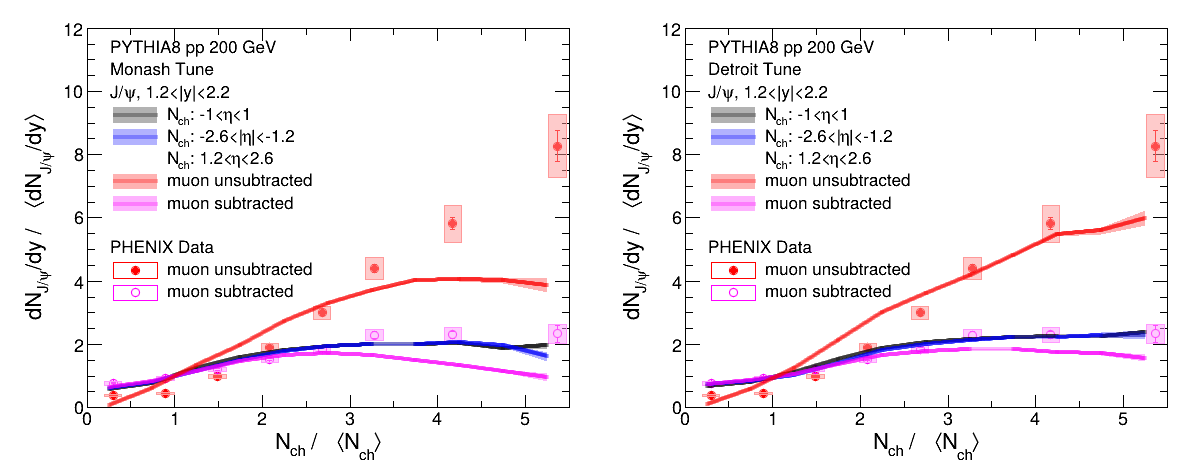 PYTHIA8 pp 200 GeV
Monash Tune
J/ψ, 1.2<|y|<2.2
N_ch: -1<η<1
N_ch: -2.6<|η|<-1.2
N_ch: 1.2<η<2.6
muon unsubtracted
muon subtracted
PHENIX Data
muon unsubtracted
muon subtracted
dN_J/ψ/dy / ⟨dN_J/ψ/dy⟩
12
10
8
6
4
2
0
0 1 2 3 4 5
N_ch / ⟨N_ch⟩
PYTHIA8 pp 200 GeV
Detroit Tune
J/ψ, 1.2<|y|<2.2
N_ch: -1<η<1
N_ch: -2.6<|η|<-1.2
N_ch: 1.2<η<2.6
muon unsubtracted
muon subtracted
PHENIX Data
muon unsubtracted
muon subtracted
dN_J/ψ/dy / ⟨dN_J/ψ/dy⟩
12
10
8
6
4
2
0
0 1 2 3 4 5
N_ch / ⟨N_ch⟩